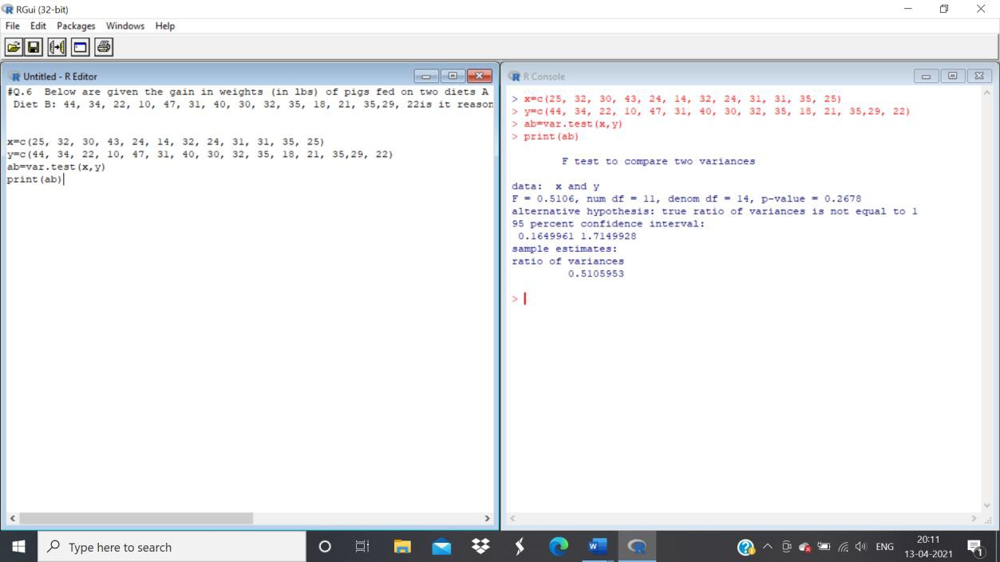 RGui (32-bit)
File Edit Packages Windows Help
Untitled - R Editor
#Q.6  Below are given the gain in weights (in lbs) of pigs fed on two diets A
Diet B: 44, 34, 22, 10, 47, 31, 40, 30, 32, 35, 18, 21, 35,29, 22is it reason
x=c(25, 32, 30, 43, 24, 14, 32, 24, 31, 31, 35, 25)
y=c(44, 34, 22, 10, 47, 31, 40, 30, 32, 35, 18, 21, 35,29, 22)
ab=var.test(x,y)
print(ab)
R Console
> x=c(25, 32, 30, 43, 24, 14, 32, 24, 31, 31, 35, 25)
> y=c(44, 34, 22, 10, 47, 31, 40, 30, 32, 35, 18, 21, 35,29, 22)
> ab=var.test(x,y)
> print(ab)
F test to compare two variances
data:  x and y
F = 0.5106, num df = 11, denom df = 14, p-value = 0.2678
alternative hypothesis: true ratio of variances is not equal to 1
95 percent confidence interval:
0.1649961 1.7149928
sample estimates:
ratio of variances
0.5105953
>
Type here to search
ENG
20:11
13-04-2021
1